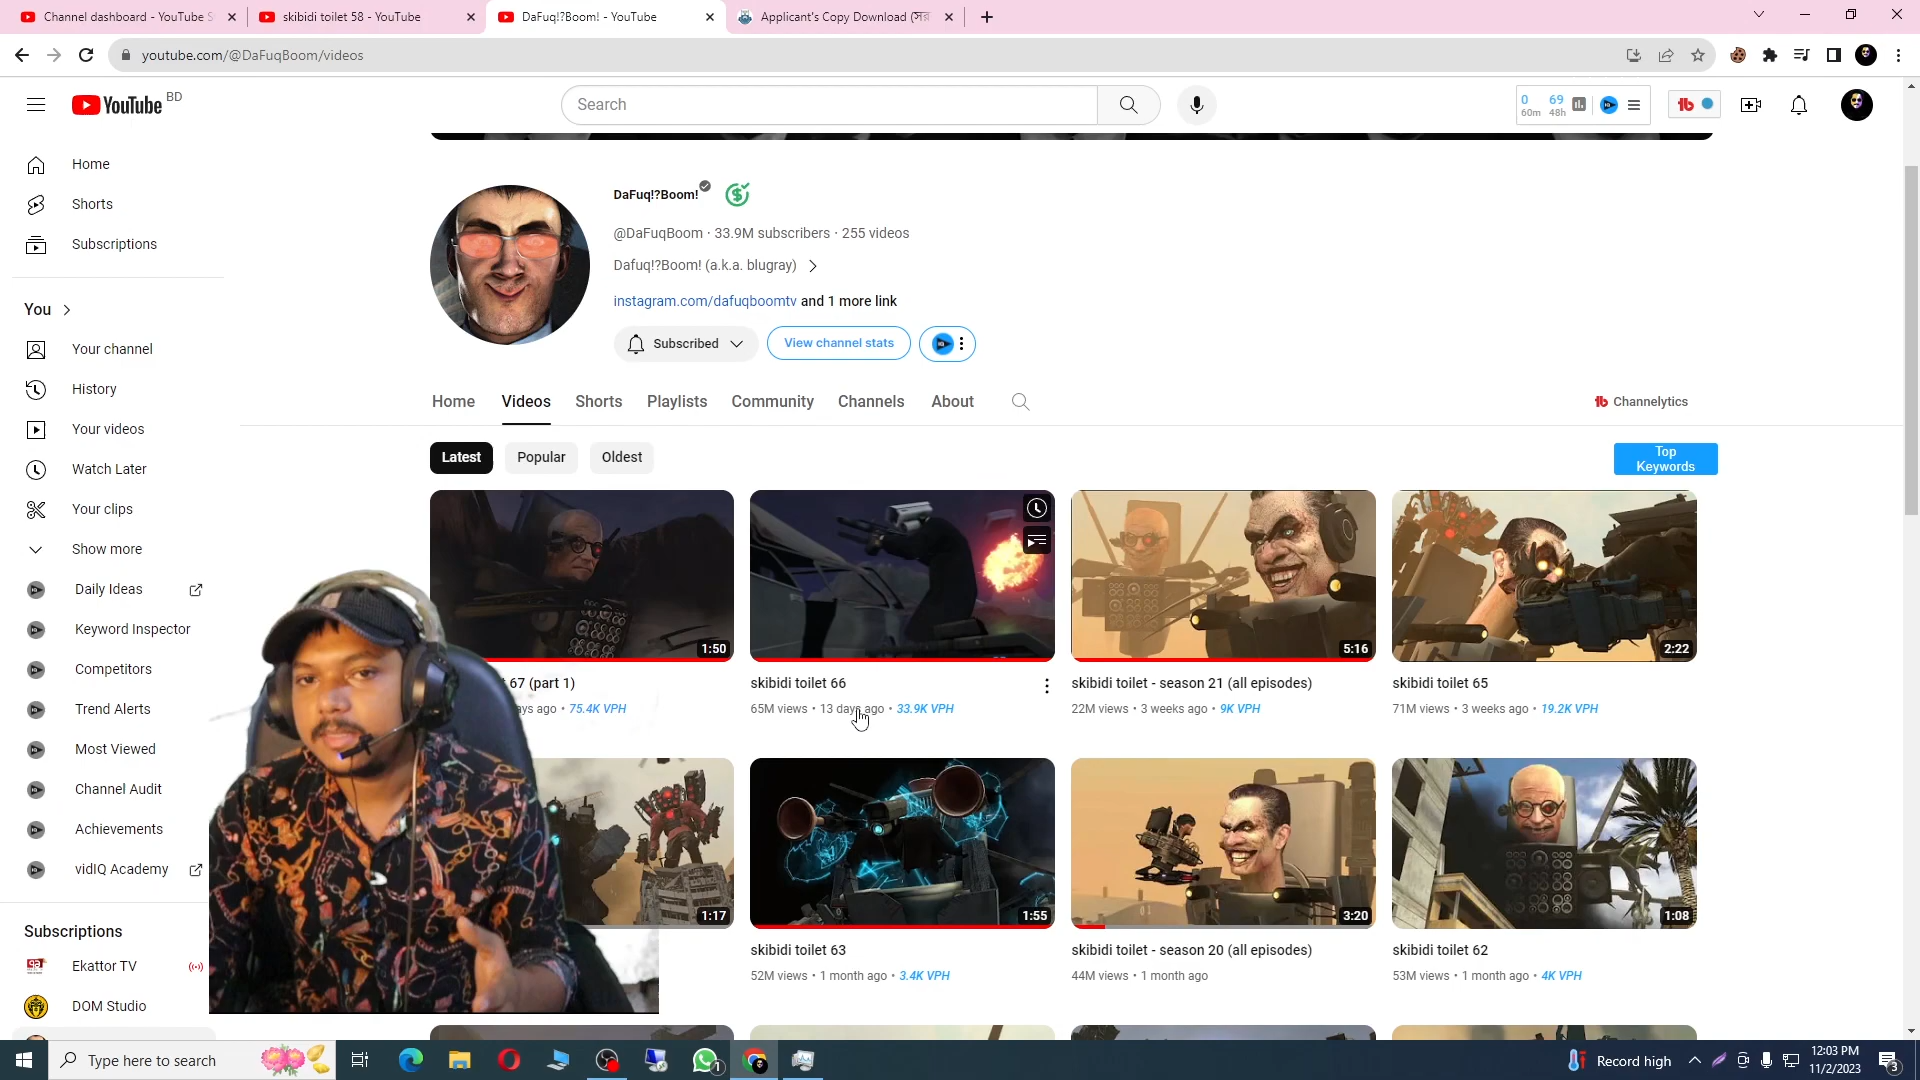 Channel dashboard - YouTube S
skibidi toilet 58 - YouTube
DaFuq!?Boom! - YouTube
Applicant's Copy Download (সর
youtube.com/@DaFuqBoom/videos
YouTube BD
Search
0 69
60m 48h
Home
Shorts
Subscriptions
You
Your channel
History
Your videos
Watch Later
Your clips
Show more
Daily Ideas
Keyword Inspector
Competitors
Trend Alerts
Most Viewed
Channel Audit
Achievements
vidIQ Academy
Subscriptions
Ekattor TV
DOM Studio
DaFuq!?Boom!
@DaFuqBoom · 33.9M subscribers · 255 videos
Dafuq!?Boom! (a.k.a. blugray)
instagram.com/dafuqboomtv and 1 more link
Subscribed
View channel stats
Home Videos Shorts Playlists Community Channels About
Channelytics
Latest Popular Oldest
Top
Keywords
1:50
5:16
2:22
67 (part 1)
ago • 75.4K VPH
skibidi toilet 66
65M views • 13 days ago • 33.9K VPH
skibidi toilet - season 21 (all episodes)
22M views • 3 weeks ago • 9K VPH
skibidi toilet 65
71M views • 3 weeks ago • 19.2K VPH
1:17
1:55
3:20
1:08
skibidi toilet 63
52M views • 1 month ago • 3.4K VPH
skibidi toilet - season 20 (all episodes)
44M views • 1 month ago
skibidi toilet 62
53M views • 1 month ago • 4K VPH
Type here to search
1
Record high
12:03 PM
11/2/2023
3